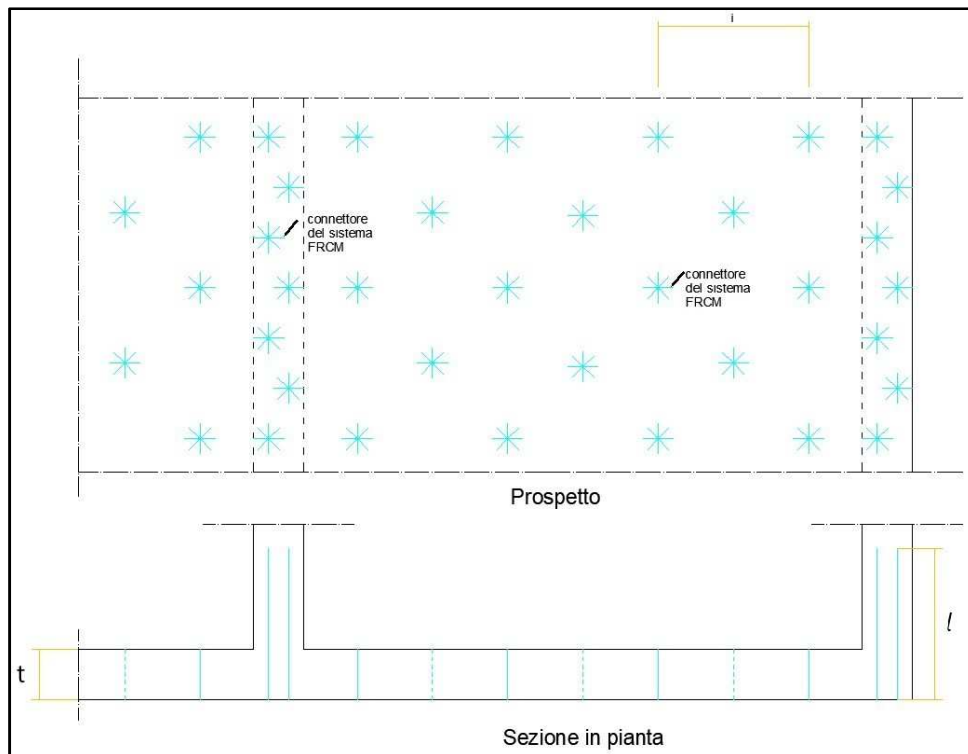 i
connettore
del sistema
FRCM
connettore
del sistema
FRCM
Prospetto
t
l
Sezione in pianta